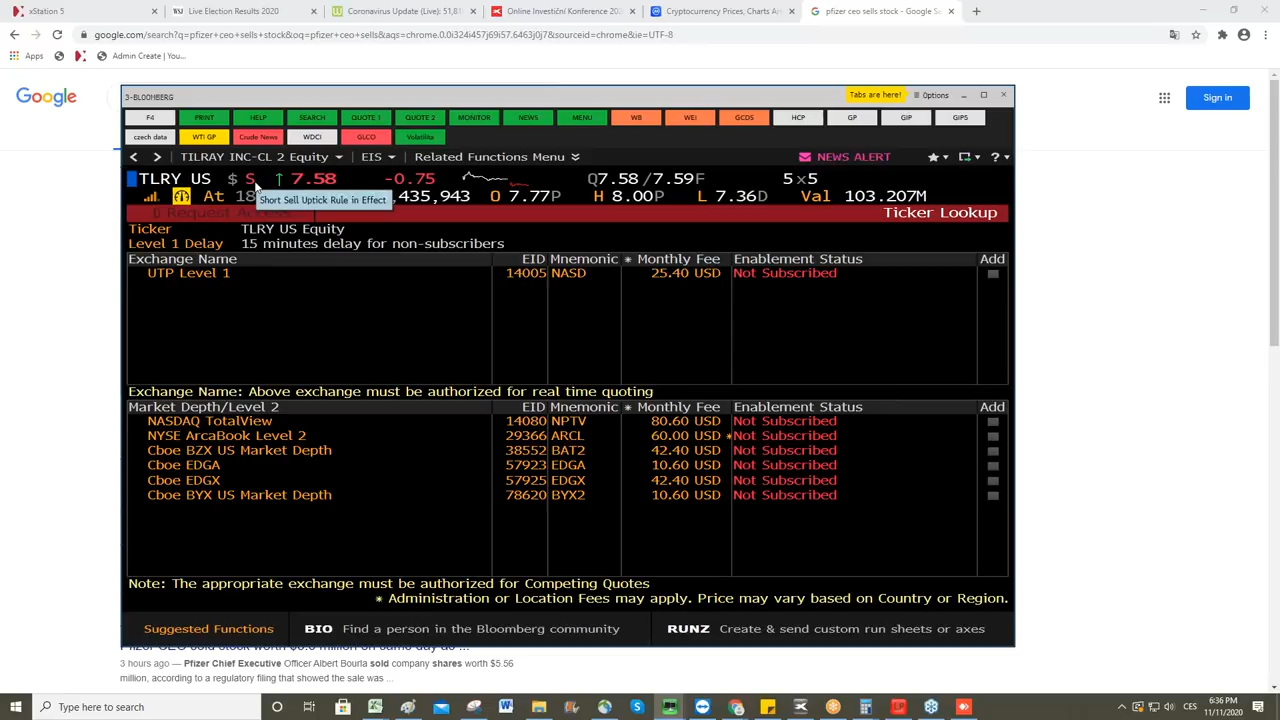 xStation 5
Live Election Results 2020
Coronavirus Update (Live): 51,81
Online Investiční Konference 202
Cryptocurrency Prices, Charts An
pfizer ceo sells stock - Google Se
google.com/search?q=pfizer+ceo+sells+stock&oq=pfizer+ceo+sells&aqs=chrome.0.0i324i457j69i57.6463j0j7&sourceid=chrome&ie=UTF-8
Apps
Admin Create | You...
Google
Sign in
3-BLOOMBERG
Tabs are here!
Options
F4 PRINT HELP SEARCH QUOTE 1 QUOTE 2 MONITOR NEWS MENU WB WEI GCDS HCP GP GIP GIPS
czech data WTI GP Crude News WDCI GLCO Volatilita
TILRAY INC-CL 2 Equity EIS Related Functions Menu NEWS ALERT
TLRY US $ S ↑ 7.58 -0.75 Q7.58/7.59F 5x5
At 18 ,435,943 O 7.77P H 8.00P L 7.36D Val 103.207M
Short Sell Uptick Rule in Effect
Request Access Ticker Lookup
Ticker TLRY US Equity
Level 1 Delay 15 minutes delay for non-subscribers
Exchange Name EID Mnemonic * Monthly Fee Enablement Status Add
UTP Level 1 14005 NASD 25.40 USD Not Subscribed
Exchange Name: Above exchange must be authorized for real time quoting
Market Depth/Level 2 EID Mnemonic * Monthly Fee Enablement Status Add
NASDAQ TotalView 14080 NPTV 80.60 USD Not Subscribed
NYSE ArcaBook Level 2 29366 ARCL 60.00 USD *Not Subscribed
Cboe BZX US Market Depth 38552 BAT2 42.40 USD Not Subscribed
Cboe EDGA 57923 EDGA 10.60 USD Not Subscribed
Cboe EDGX 57925 EDGX 42.40 USD Not Subscribed
Cboe BYX US Market Depth 78620 BYX2 10.60 USD Not Subscribed
Note: The appropriate exchange must be authorized for Competing Quotes
* Administration or Location Fees may apply. Price may vary based on Country or Region.
Suggested Functions BIO Find a person in the Bloomberg community RUNZ Create & send custom run sheets or axes
3 hours ago — Pfizer Chief Executive Officer Albert Bourla sold company shares worth $5.56
million, according to a regulatory filing that showed the sale was ...
Type here to search
CES
6:36 PM
11/11/2020